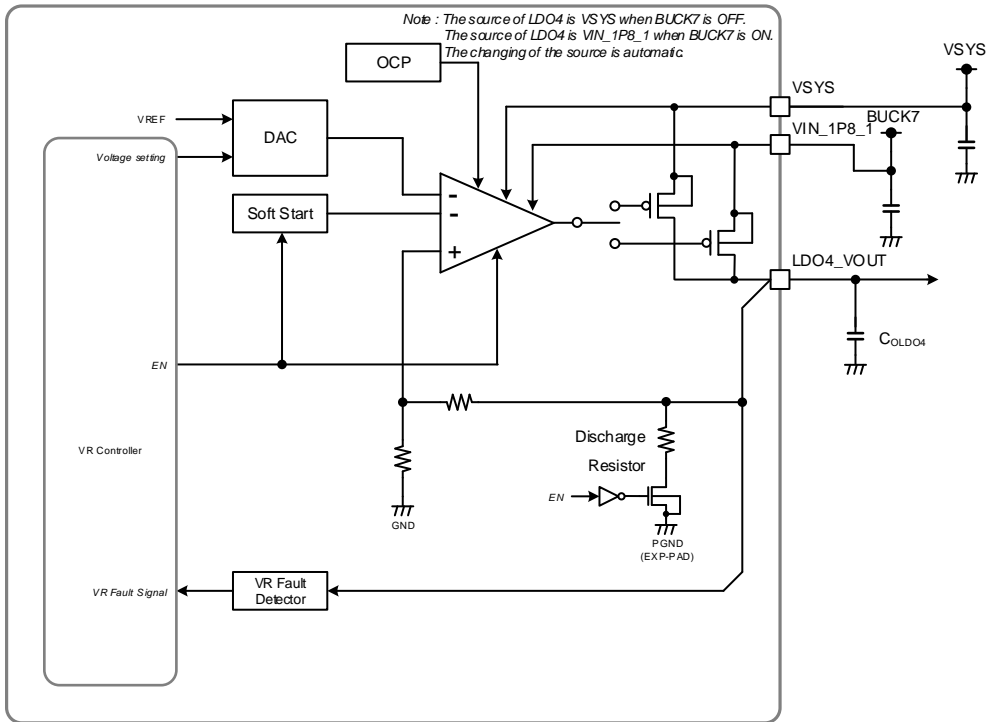 Note : The source of LDO4 is VSYS when BUCK7 is OFF.
The source of LDO4 is VIN_1P8_1 when BUCK7 is ON.
The changing of the source is automatic.
OCP
VSYS
VSYS
VREF
DAC
VIN_1P8_1
BUCK7
Voltage setting
Soft Start
-
-
+
LDO4_VOUT
COLDO4
EN
VR Controller
Discharge
Resistor
EN
GND
PGND
(EXP-PAD)
VR Fault Signal
VR Fault
Detector